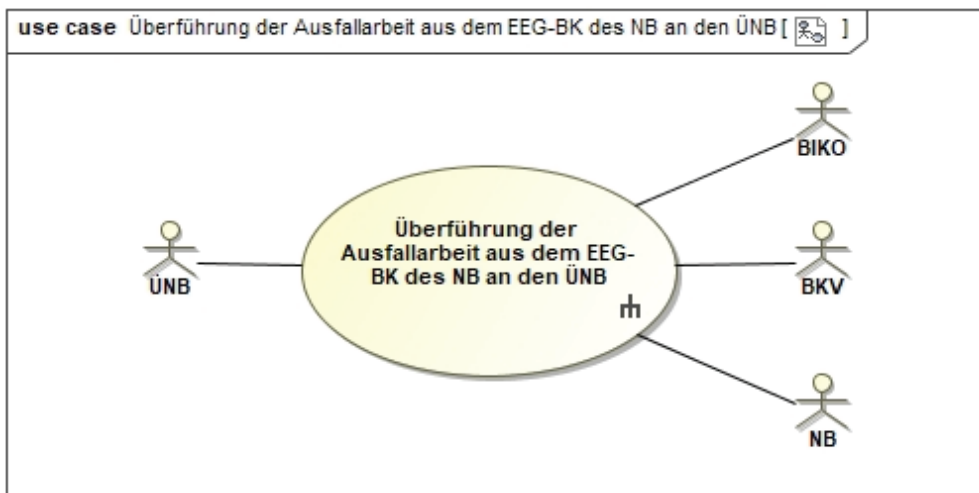 use case Überführung der Ausfallarbeit aus dem EEG-BK des NB an den ÜNB [ ]
BIKO
Überführung der
Ausfallarbeit aus dem EEG-
BK des NB an den ÜNB
ÜNB
BKV
NB